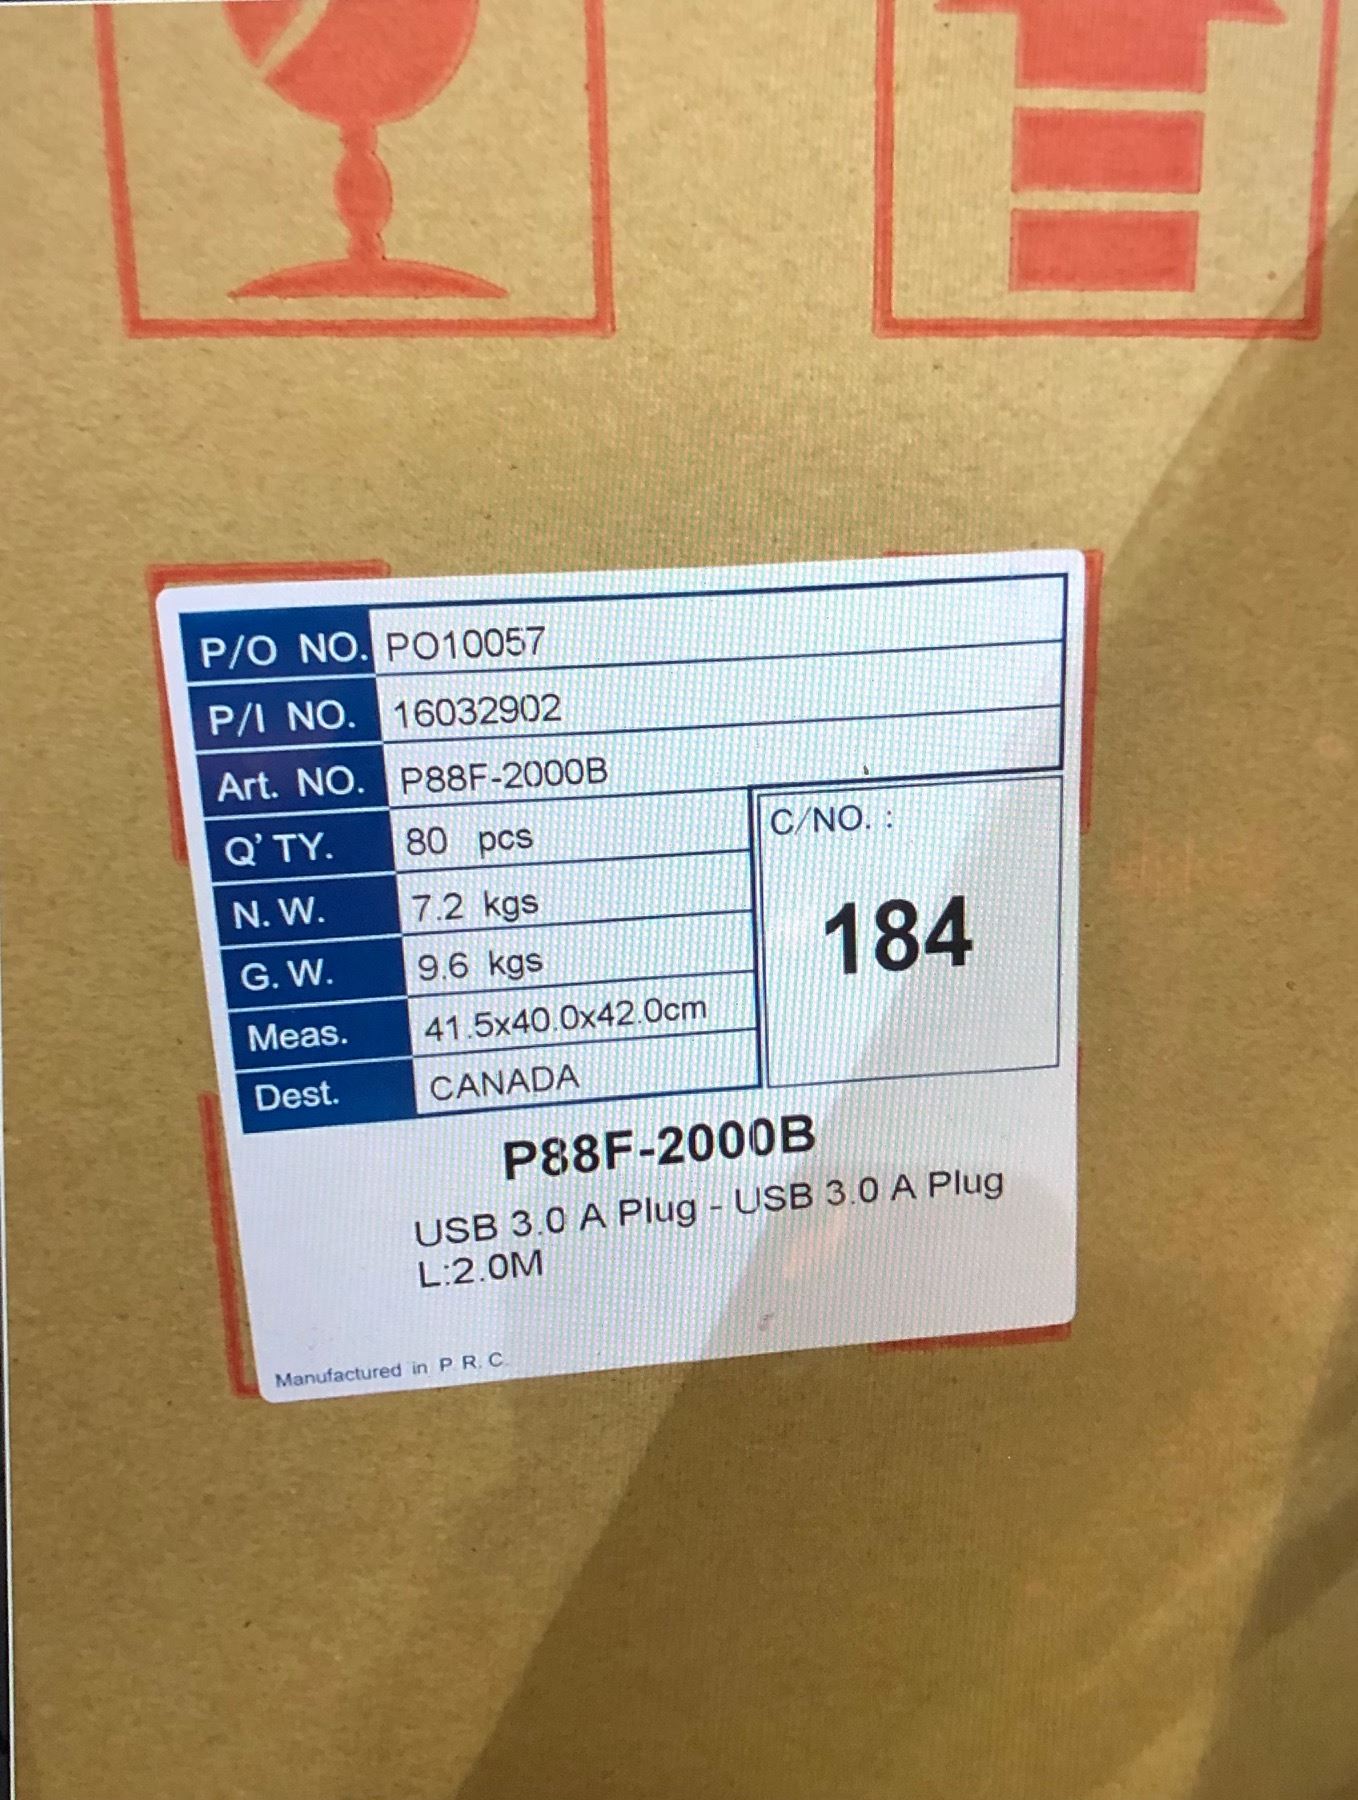 P/O NO. PO10057
P/I NO. 16032902
Art. NO. P88F-2000B
Q'TY. 80 pcs
C/NO. :
N. W. 7.2 kgs
184
G. W. 9.6 kgs
Meas. 41.5x40.0x42.0cm
Dest. CANADA
P88F-2000B
USB 3.0 A Plug - USB 3.0 A Plug
L:2.0M
Manufactured in P R. C.